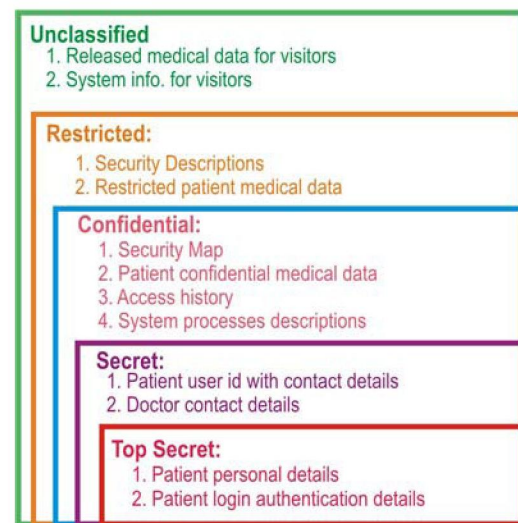 Unclassified
1. Released medical data for visitors
2. System info. for visitors
Restricted:
1. Security Descriptions
2. Restricted patient medical data
Confidential:
1. Security Map
2. Patient confidential medical data
3. Access history
4. System processes descriptions
Secret:
1. Patient user id with contact details
2. Doctor contact details
Top Secret:
1. Patient personal details
2. Patient login authentication details